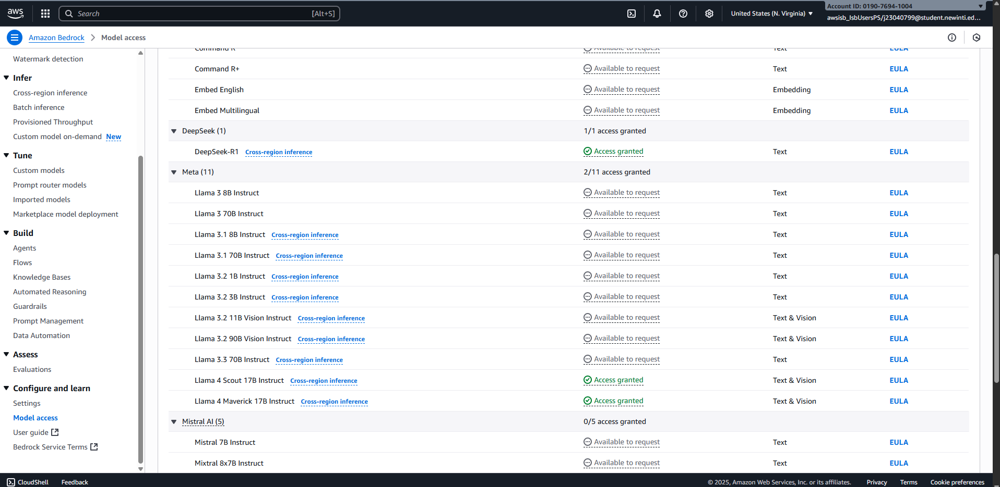 aws
Search [Alt+S]
United States (N. Virginia)
Account ID: 0190-7694-1004
awsisb_IsbUsersPS/j23040799@student.newinti.ed...
Amazon Bedrock > Model access
Watermark detection
Infer
Cross-region inference
Batch inference
Provisioned Throughput
Custom model on-demand New
Tune
Custom models
Prompt router models
Imported models
Marketplace model deployment
Build
Agents
Flows
Knowledge Bases
Automated Reasoning
Guardrails
Prompt Management
Data Automation
Assess
Evaluations
Configure and learn
Settings
Model access
User guide
Bedrock Service Terms
Command R Available to request Text EULA
Command R+ Available to request Text EULA
Embed English Available to request Embedding EULA
Embed Multilingual Available to request Embedding EULA
DeepSeek (1) 1/1 access granted
DeepSeek-R1 Cross-region inference Access granted Text EULA
Meta (11) 2/11 access granted
Llama 3 8B Instruct Available to request Text EULA
Llama 3 70B Instruct Available to request Text EULA
Llama 3.1 8B Instruct Cross-region inference Available to request Text EULA
Llama 3.1 70B Instruct Cross-region inference Available to request Text EULA
Llama 3.2 1B Instruct Cross-region inference Available to request Text EULA
Llama 3.2 3B Instruct Cross-region inference Available to request Text EULA
Llama 3.2 11B Vision Instruct Cross-region inference Available to request Text & Vision EULA
Llama 3.2 90B Vision Instruct Cross-region inference Available to request Text & Vision EULA
Llama 3.3 70B Instruct Cross-region inference Available to request Text EULA
Llama 4 Scout 17B Instruct Cross-region inference Access granted Text & Vision EULA
Llama 4 Maverick 17B Instruct Cross-region inference Access granted Text & Vision EULA
Mistral AI (5) 0/5 access granted
Mistral 7B Instruct Available to request Text EULA
Mixtral 8x7B Instruct Available to request Text EULA
CloudShell Feedback © 2025, Amazon Web Services, Inc. or its affiliates. Privacy Terms Cookie preferences